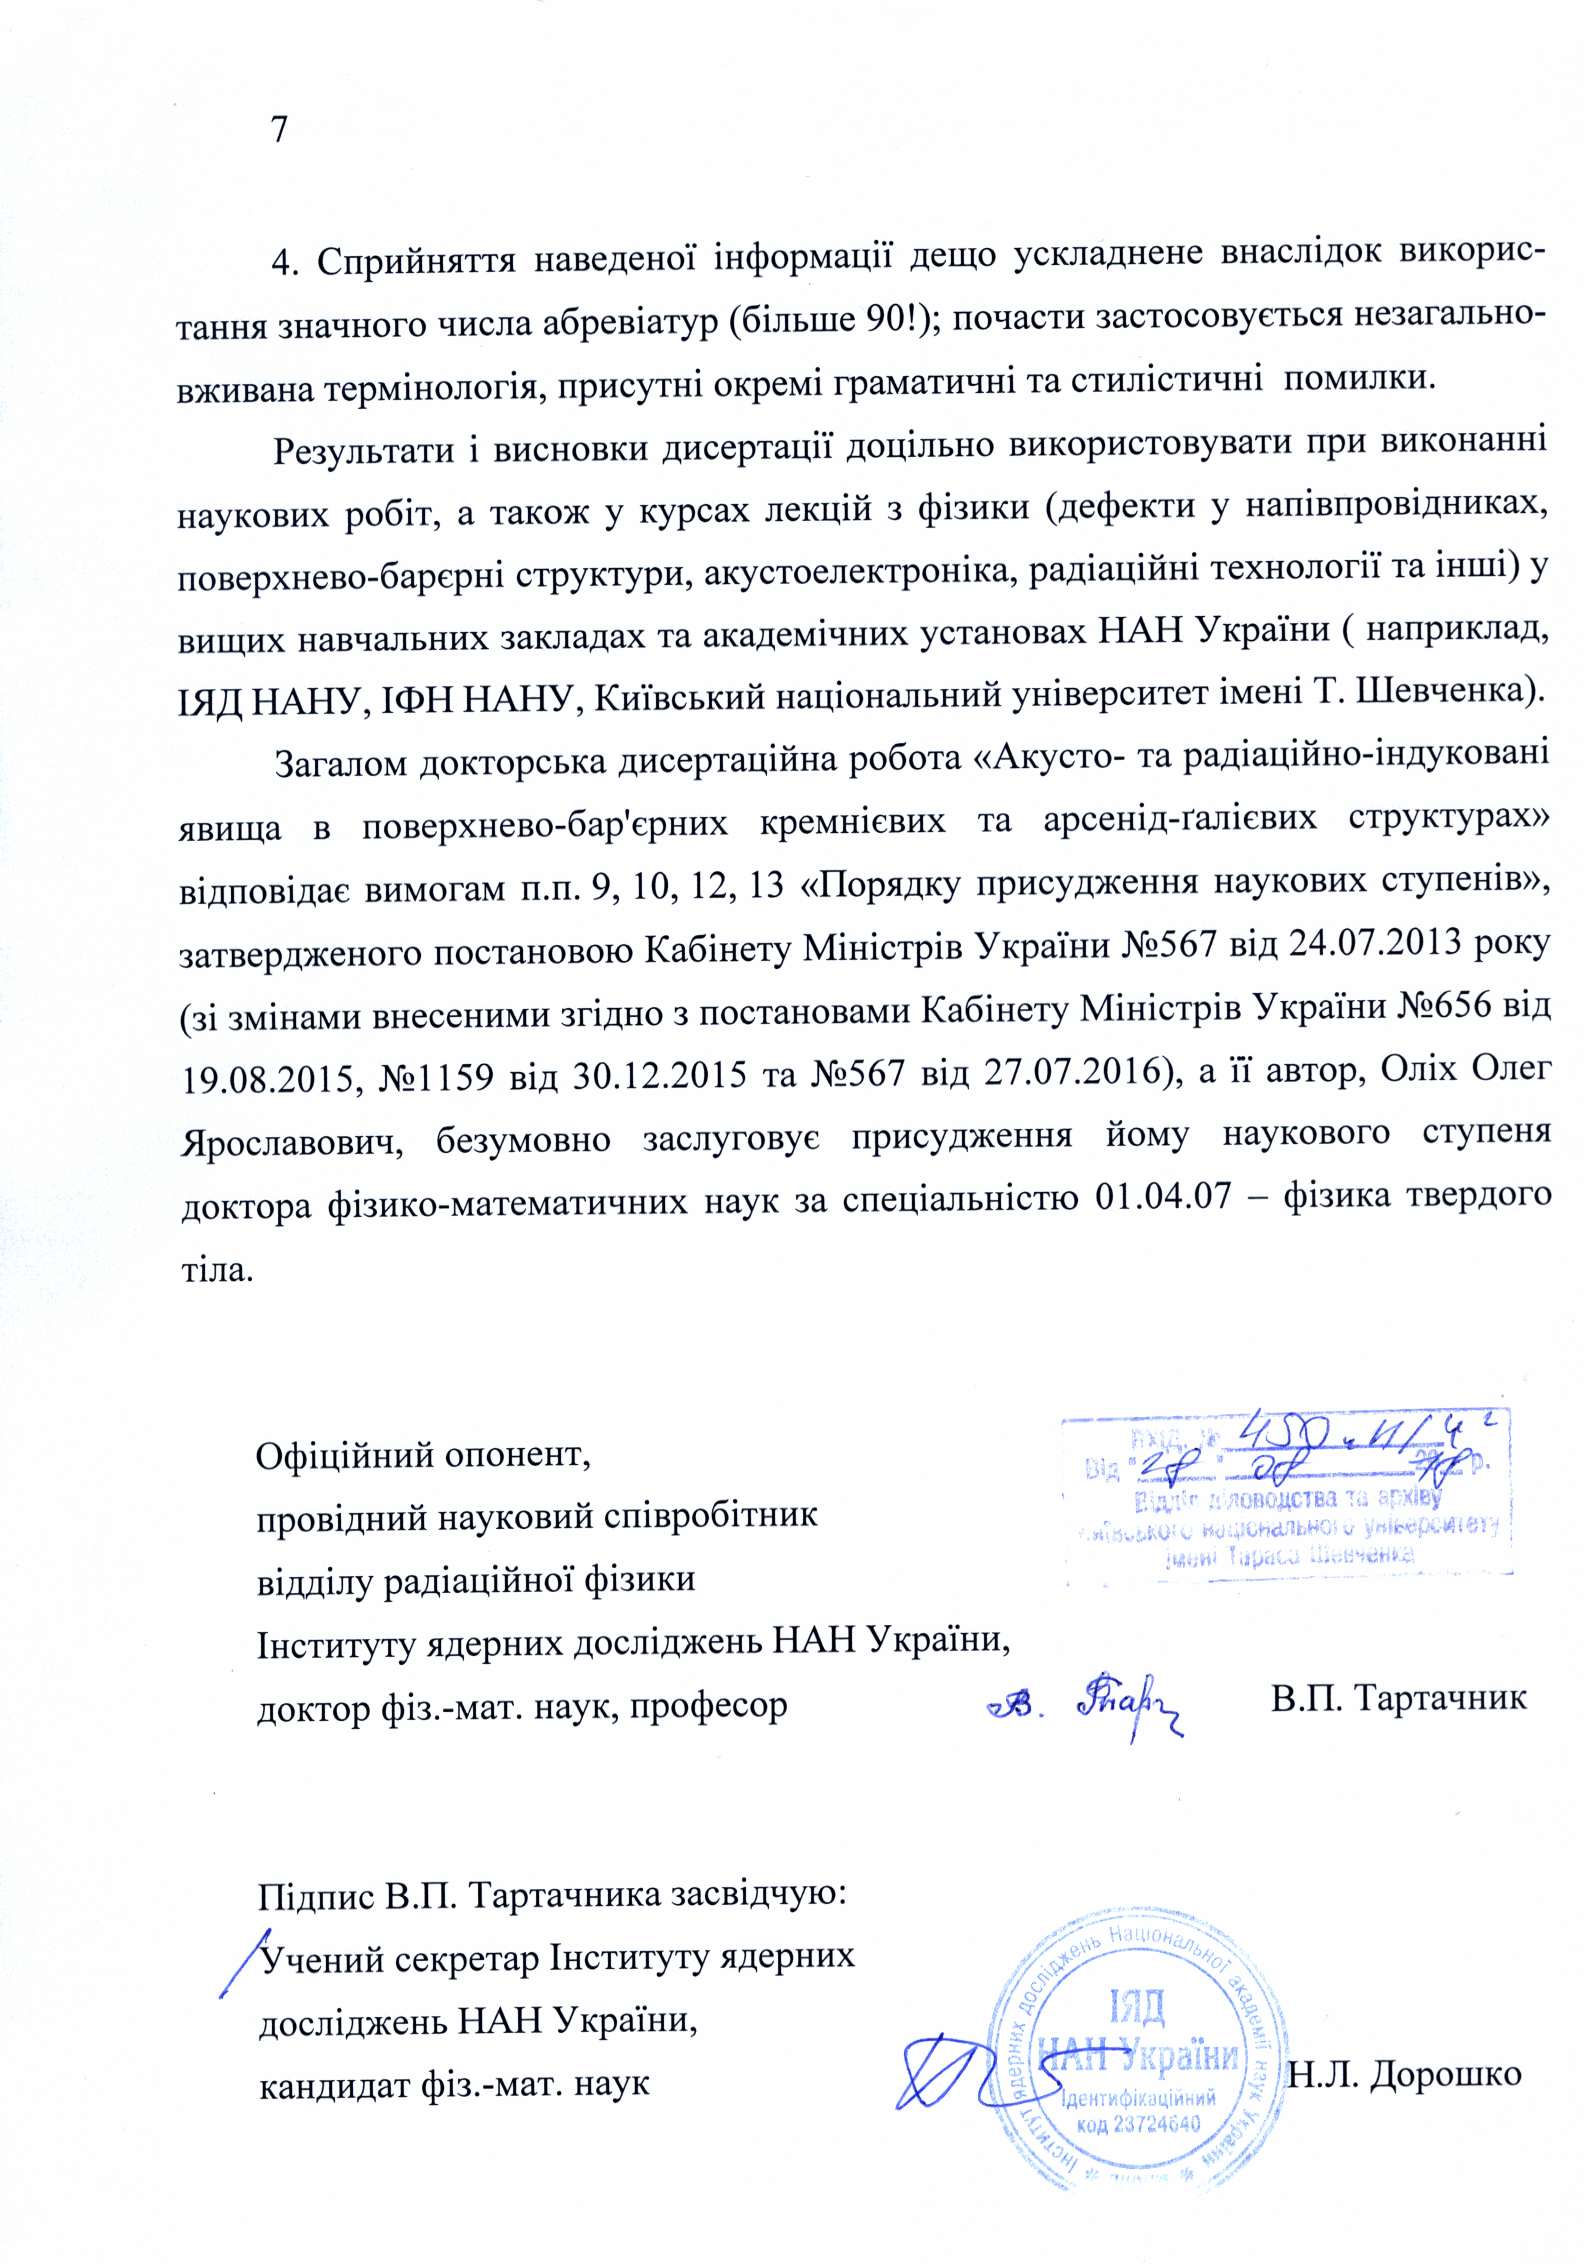 7
4. Сприйняття наведеної інформації дещо ускладнене внаслідок викорис-
тання значного числа абревіатур (більше 90!); почасти застосовується незагально-
вживана термінологія, присутні окремі граматичні та стилістичні помилки.
Результати і висновки дисертації доцільно використовувати при виконанні
наукових робіт, а також у курсах лекцій з фізики (дефекти у напівпровідниках,
поверхнево-барєрні структури, акустоелектроніка, радіаційні технології та інші) у
вищих навчальних закладах та академічних установах НАН України ( наприклад,
ІЯД НАНУ, ІФН НАНУ, Київський національний університет імені Т. Шевченка).
Загалом докторська дисертаційна робота «Акусто- та радіаційно-індуковані
явища в поверхнево-бар'єрних кремнієвих та арсенід-ґалієвих структурах»
відповідає вимогам п.п. 9, 10, 12, 13 «Порядку присудження наукових ступенів»,
затвердженого постановою Кабінету Міністрів України №567 від 24.07.2013 року
(зі змінами внесеними згідно з постановами Кабінету Міністрів України №656 від
19.08.2015, №1159 від 30.12.2015 та №567 від 27.07.2016), а її автор, Оліх Олег
Ярославович, безумовно заслуговує присудження йому наукового ступеня
доктора фізико-математичних наук за спеціальністю 01.04.07 – фізика твердого
тіла.
Вхід. №
Від "28" 08 2018 р.
Відділ діловодства та архіву
Київського національного університету
імені Тараса Шевченка
Офіційний опонент,
провідний науковий співробітник
відділу радіаційної фізики
Інституту ядерних досліджень НАН України,
доктор фіз.-мат. наук, професор В.П. Тартачник
Підпис В.П. Тартачника засвідчую:
Учений секретар Інституту ядерних
досліджень НАН України,
кандидат фіз.-мат. наук Н.Л. Дорошко
Інститут ядерних досліджень Національної академії наук України
ІЯД
НАН України
Ідентифікаційний
код 23724640